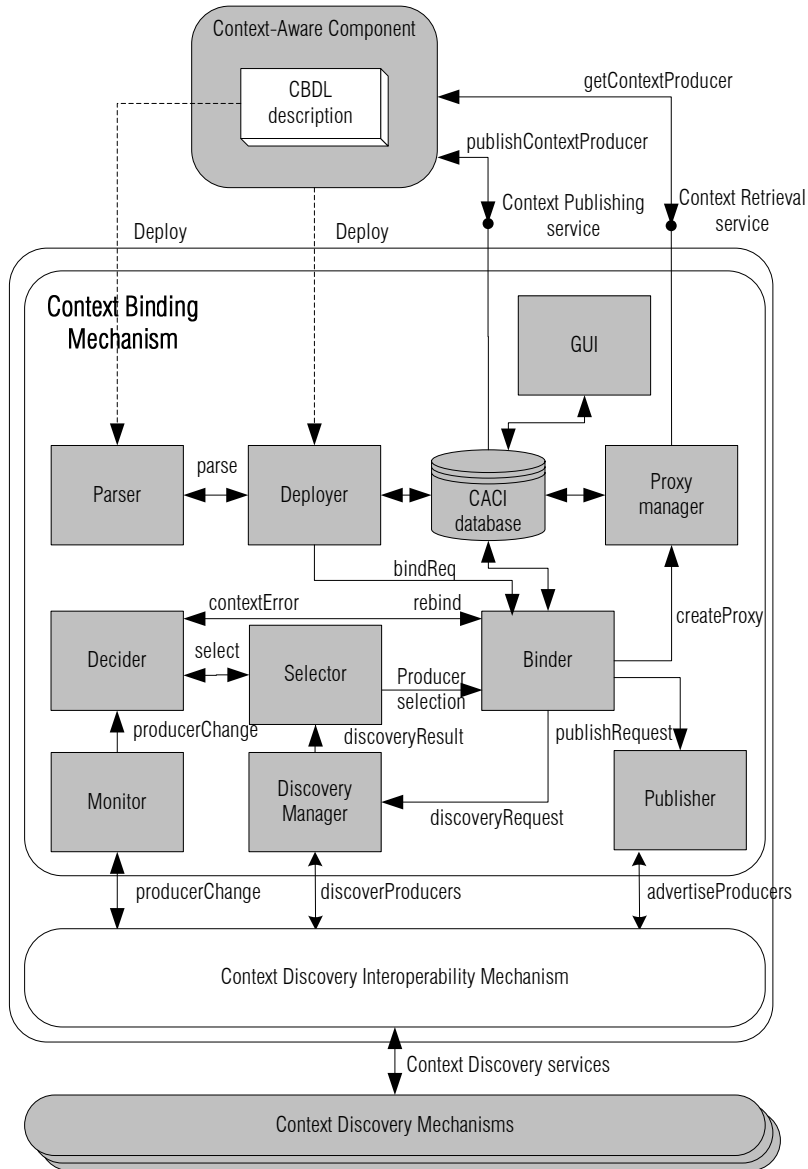 Context-Aware Component
CBDL
description
getContextProducer
publishContextProducer
Context Publishing
service
Context Retrieval
service
Deploy
Deploy
Context Binding
Mechanism
GUI
Parser
parse
Deployer
CACI
database
Proxy
manager
bindReq
contextError
rebind
createProxy
Decider
select
Selector
Producer
selection
Binder
producerChange
discoveryResult
publishRequest
Monitor
Discovery
Manager
discoveryRequest
Publisher
producerChange
discoverProducers
advertiseProducers
Context Discovery Interoperability Mechanism
Context Discovery services
Context Discovery Mechanisms